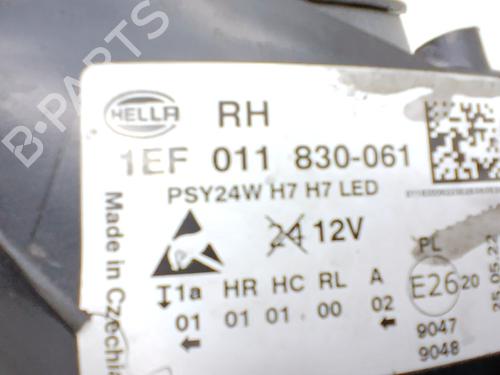 B-PARTS
HELLA
RH
1EF 011 830-061
PSY24W H7 H7 LED
24 12V
PL
1a HR HC RL A
01 01 01 00 02
E26 20
9047
9048
Made in Czechia